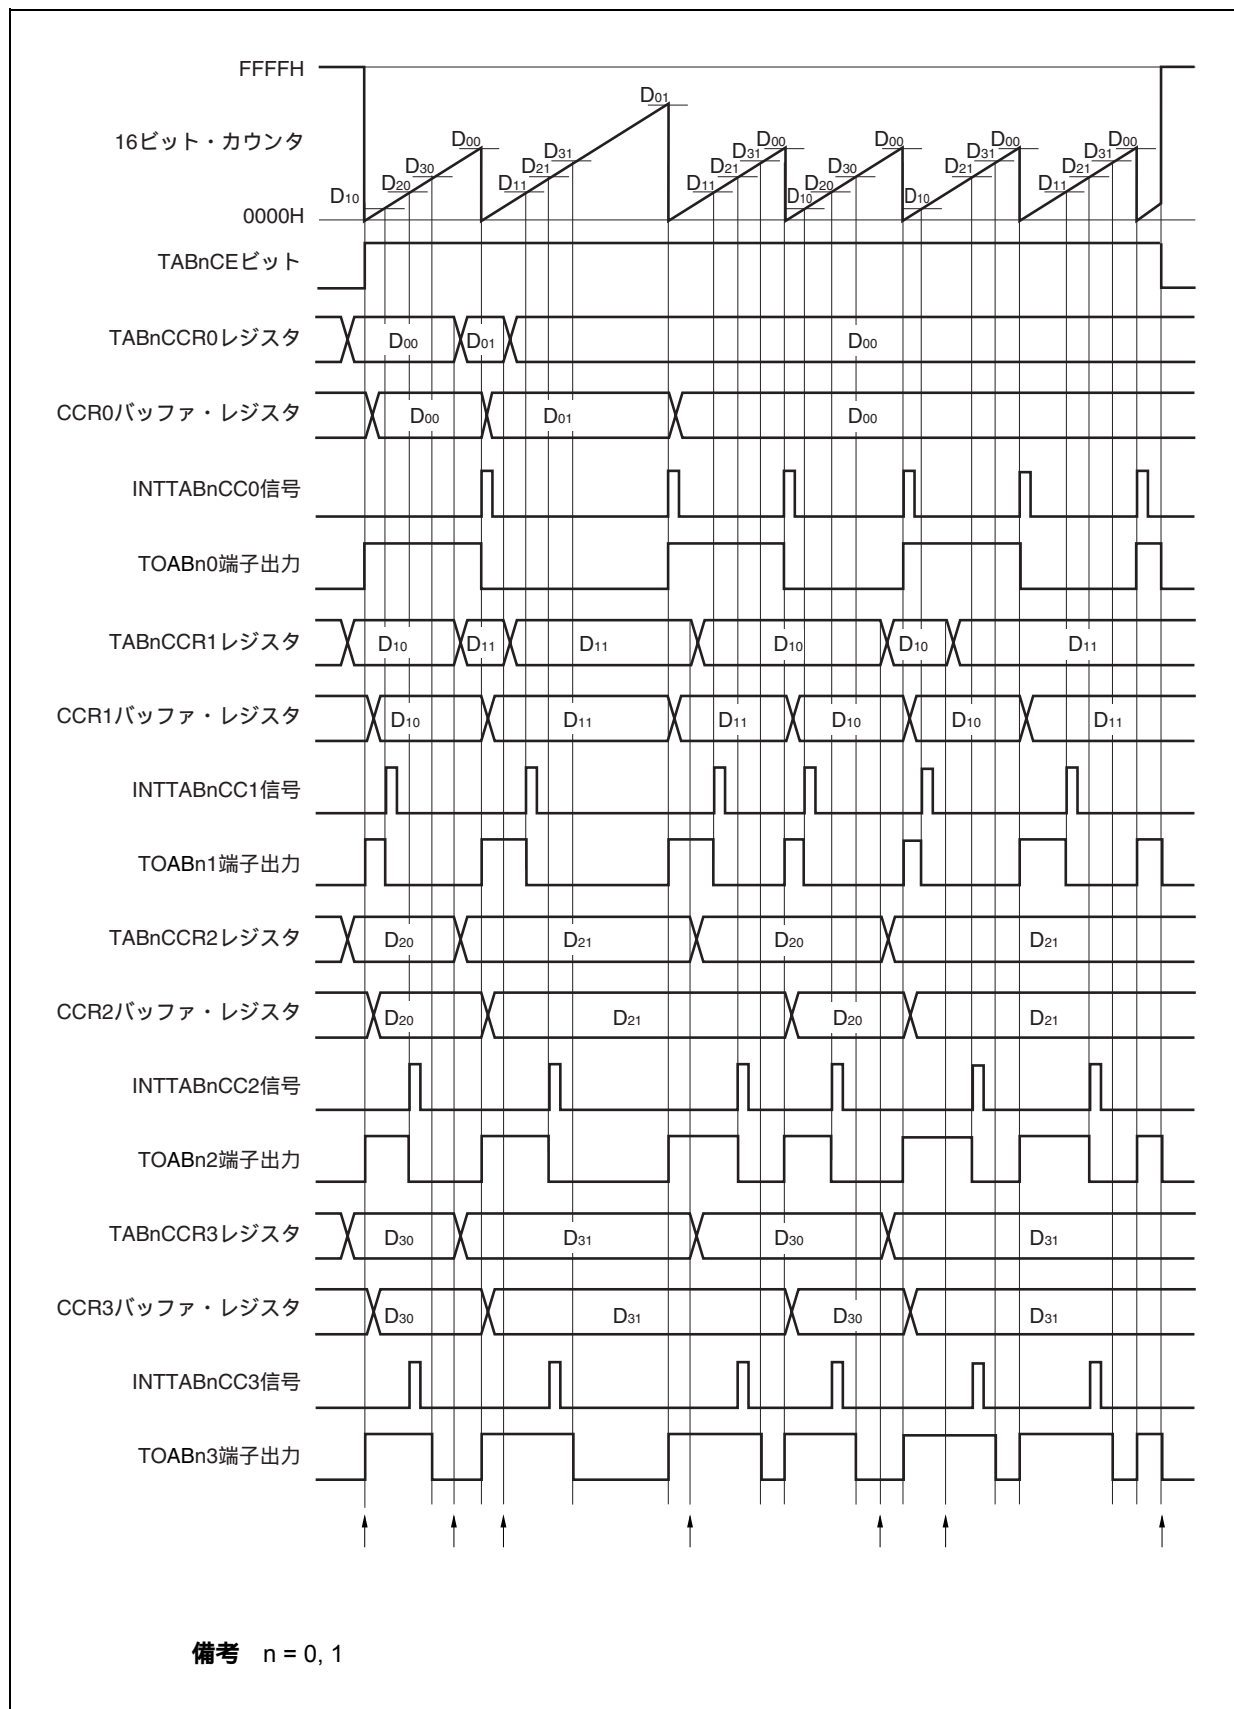 FFFFH
16ビット・カウンタ
0000H
D10 D20 D30 D00 D11 D21 D31 D01 D11 D21 D31 D00 D10 D20 D30 D00 D10 D21 D31 D00 D11 D21 D31 D00
TABnCEビット
TABnCCR0レジスタ D00 D01 D00
CCR0バッファ・レジスタ D00 D01 D00
INTTABnCC0信号
TOABn0端子出力
TABnCCR1レジスタ D10 D11 D11 D10 D10 D11
CCR1バッファ・レジスタ D10 D11 D11 D10 D10 D11
INTTABnCC1信号
TOABn1端子出力
TABnCCR2レジスタ D20 D21 D20 D21
CCR2バッファ・レジスタ D20 D21 D20 D21
INTTABnCC2信号
TOABn2端子出力
TABnCCR3レジスタ D30 D31 D30 D31
CCR3バッファ・レジスタ D30 D31 D30 D31
INTTABnCC3信号
TOABn3端子出力
備考 n = 0, 1